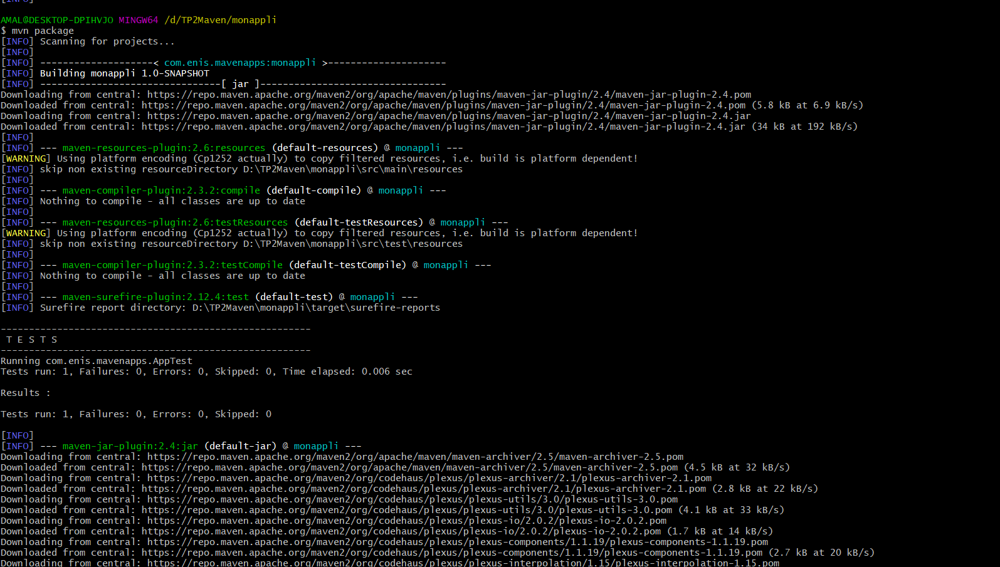 [INFO]
AMAL@DESKTOP-DPIHVJO MINGW64 /d/TP2Maven/monappli
$ mvn package
[INFO] Scanning for projects...
[INFO]
[INFO] --------------------< com.enis.mavenapps:monappli >---------------------
[INFO] Building monappli 1.0-SNAPSHOT
[INFO] --------------------------------[ jar ]---------------------------------
Downloading from central: https://repo.maven.apache.org/maven2/org/apache/maven/plugins/maven-jar-plugin/2.4/maven-jar-plugin-2.4.pom
Downloaded from central: https://repo.maven.apache.org/maven2/org/apache/maven/plugins/maven-jar-plugin/2.4/maven-jar-plugin-2.4.pom (5.8 kB at 6.9 kB/s)
Downloading from central: https://repo.maven.apache.org/maven2/org/apache/maven/plugins/maven-jar-plugin/2.4/maven-jar-plugin-2.4.jar
Downloaded from central: https://repo.maven.apache.org/maven2/org/apache/maven/plugins/maven-jar-plugin/2.4/maven-jar-plugin-2.4.jar (34 kB at 192 kB/s)
[INFO]
[INFO] --- maven-resources-plugin:2.6:resources (default-resources) @ monappli ---
[WARNING] Using platform encoding (Cp1252 actually) to copy filtered resources, i.e. build is platform dependent!
[INFO] skip non existing resourceDirectory D:\TP2Maven\monappli\src\main\resources
[INFO]
[INFO] --- maven-compiler-plugin:2.3.2:compile (default-compile) @ monappli ---
[INFO] Nothing to compile - all classes are up to date
[INFO]
[INFO] --- maven-resources-plugin:2.6:testResources (default-testResources) @ monappli ---
[WARNING] Using platform encoding (Cp1252 actually) to copy filtered resources, i.e. build is platform dependent!
[INFO] skip non existing resourceDirectory D:\TP2Maven\monappli\src\test\resources
[INFO]
[INFO] --- maven-compiler-plugin:2.3.2:testCompile (default-testCompile) @ monappli ---
[INFO] Nothing to compile - all classes are up to date
[INFO]
[INFO] --- maven-surefire-plugin:2.12.4:test (default-test) @ monappli ---
[INFO] Surefire report directory: D:\TP2Maven\monappli\target\surefire-reports
-------------------------------------------------------
T E S T S
-------------------------------------------------------
Running com.enis.mavenapps.AppTest
Tests run: 1, Failures: 0, Errors: 0, Skipped: 0, Time elapsed: 0.006 sec
Results :
Tests run: 1, Failures: 0, Errors: 0, Skipped: 0
[INFO]
[INFO] --- maven-jar-plugin:2.4:jar (default-jar) @ monappli ---
Downloading from central: https://repo.maven.apache.org/maven2/org/apache/maven/maven-archiver/2.5/maven-archiver-2.5.pom
Downloaded from central: https://repo.maven.apache.org/maven2/org/apache/maven/maven-archiver/2.5/maven-archiver-2.5.pom (4.5 kB at 32 kB/s)
Downloading from central: https://repo.maven.apache.org/maven2/org/codehaus/plexus/plexus-archiver/2.1/plexus-archiver-2.1.pom
Downloaded from central: https://repo.maven.apache.org/maven2/org/codehaus/plexus/plexus-archiver/2.1/plexus-archiver-2.1.pom (2.8 kB at 22 kB/s)
Downloading from central: https://repo.maven.apache.org/maven2/org/codehaus/plexus/plexus-utils/3.0/plexus-utils-3.0.pom
Downloaded from central: https://repo.maven.apache.org/maven2/org/codehaus/plexus/plexus-utils/3.0/plexus-utils-3.0.pom (4.1 kB at 33 kB/s)
Downloading from central: https://repo.maven.apache.org/maven2/org/codehaus/plexus/plexus-io/2.0.2/plexus-io-2.0.2.pom
Downloaded from central: https://repo.maven.apache.org/maven2/org/codehaus/plexus/plexus-io/2.0.2/plexus-io-2.0.2.pom (1.7 kB at 14 kB/s)
Downloading from central: https://repo.maven.apache.org/maven2/org/codehaus/plexus/plexus-components/1.1.19/plexus-components-1.1.19.pom
Downloaded from central: https://repo.maven.apache.org/maven2/org/codehaus/plexus/plexus-components/1.1.19/plexus-components-1.1.19.pom (2.7 kB at 20 kB/s)
Downloading from central: https://repo.maven.apache.org/maven2/org/codehaus/plexus/plexus-interpolation/1.15/plexus-interpolation-1.15.pom